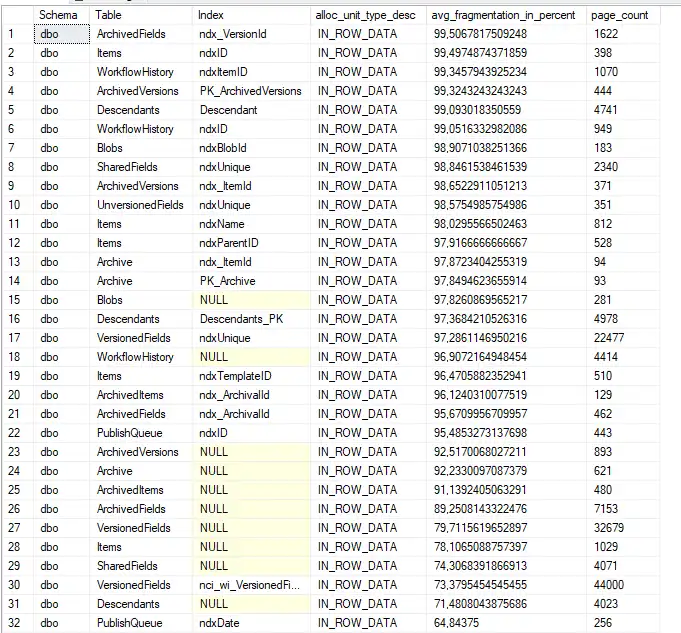 Schema Table Index alloc_unit_type_desc avg_fragmentation_in_percent page_count
1 dbo ArchivedFields ndx_VersionId IN_ROW_DATA 99,5067817509248 1622
2 dbo Items ndxID IN_ROW_DATA 99,4974874371859 398
3 dbo WorkflowHistory ndxItemID IN_ROW_DATA 99,3457943925234 1070
4 dbo ArchivedVersions PK_ArchivedVersions IN_ROW_DATA 99,3243243243243 444
5 dbo Descendants Descendant IN_ROW_DATA 99,093018350559 4741
6 dbo WorkflowHistory ndxID IN_ROW_DATA 99,0516332982086 949
7 dbo Blobs ndxBlobId IN_ROW_DATA 98,9071038251366 183
8 dbo SharedFields ndxUnique IN_ROW_DATA 98,8461538461539 2340
9 dbo ArchivedVersions ndx_ItemId IN_ROW_DATA 98,6522911051213 371
10 dbo UnversionedFields ndxUnique IN_ROW_DATA 98,5754985754986 351
11 dbo Items ndxName IN_ROW_DATA 98,0295566502463 812
12 dbo Items ndxParentID IN_ROW_DATA 97,9166666666667 528
13 dbo Archive ndx_ItemId IN_ROW_DATA 97,8723404255319 94
14 dbo Archive PK_Archive IN_ROW_DATA 97,8494623655914 93
15 dbo Blobs NULL IN_ROW_DATA 97,8260869565217 281
16 dbo Descendants Descendants_PK IN_ROW_DATA 97,3684210526316 4978
17 dbo VersionedFields ndxUnique IN_ROW_DATA 97,2861146950216 22477
18 dbo WorkflowHistory NULL IN_ROW_DATA 96,9072164948454 4414
19 dbo Items ndxTemplateID IN_ROW_DATA 96,4705882352941 510
20 dbo ArchivedItems ndx_ArchivalId IN_ROW_DATA 96,1240310077519 129
21 dbo ArchivedFields ndx_ArchivalId IN_ROW_DATA 95,6709956709957 462
22 dbo PublishQueue ndxID IN_ROW_DATA 95,4853273137698 443
23 dbo ArchivedVersions NULL IN_ROW_DATA 92,5170068027211 893
24 dbo Archive NULL IN_ROW_DATA 92,2330097087379 621
25 dbo ArchivedItems NULL IN_ROW_DATA 91,1392405063291 480
26 dbo ArchivedFields NULL IN_ROW_DATA 89,2508143322476 7153
27 dbo VersionedFields NULL IN_ROW_DATA 79,7115619652897 32679
28 dbo Items NULL IN_ROW_DATA 78,1065088757397 1029
29 dbo SharedFields NULL IN_ROW_DATA 74,3068391866913 4071
30 dbo VersionedFields nci_wi_VersionedFi... IN_ROW_DATA 73,3795454545455 44000
31 dbo Descendants NULL IN_ROW_DATA 71,4808043875686 4023
32 dbo PublishQueue ndxDate IN_ROW_DATA 64,84375 256